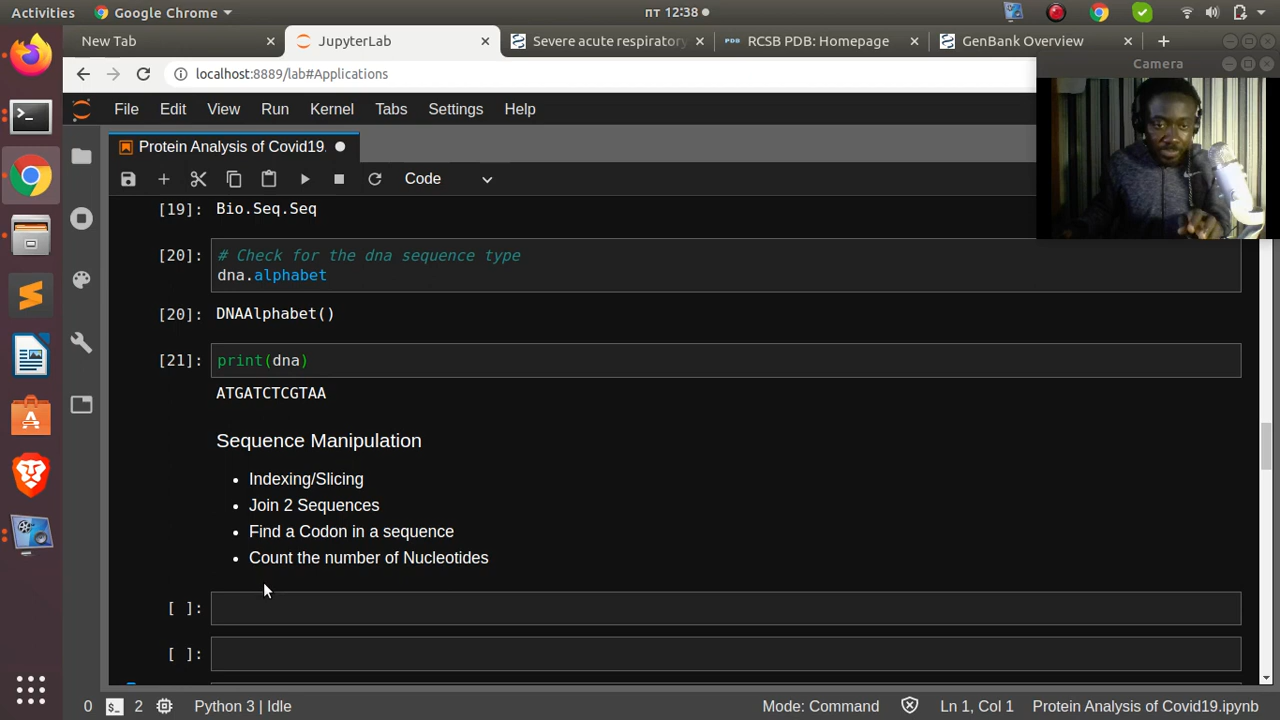 Activities
Google Chrome
пт 12:38
New Tab
JupyterLab
Severe acute respiratory
RCSB PDB: Homepage
GenBank Overview
localhost:8889/lab#Applications
Camera
File Edit View Run Kernel Tabs Settings Help
Protein Analysis of Covid19.
Code
[19]: Bio.Seq.Seq
[20]: # Check for the dna sequence type
dna.alphabet
[20]: DNAAlphabet()
[21]: print(dna)
ATGATCTCGTAA
Sequence Manipulation
• Indexing/Slicing
• Join 2 Sequences
• Find a Codon in a sequence
• Count the number of Nucleotides
[ ]:
[ ]:
0 2 Python 3 | Idle Mode: Command Ln 1, Col 1 Protein Analysis of Covid19.ipynb